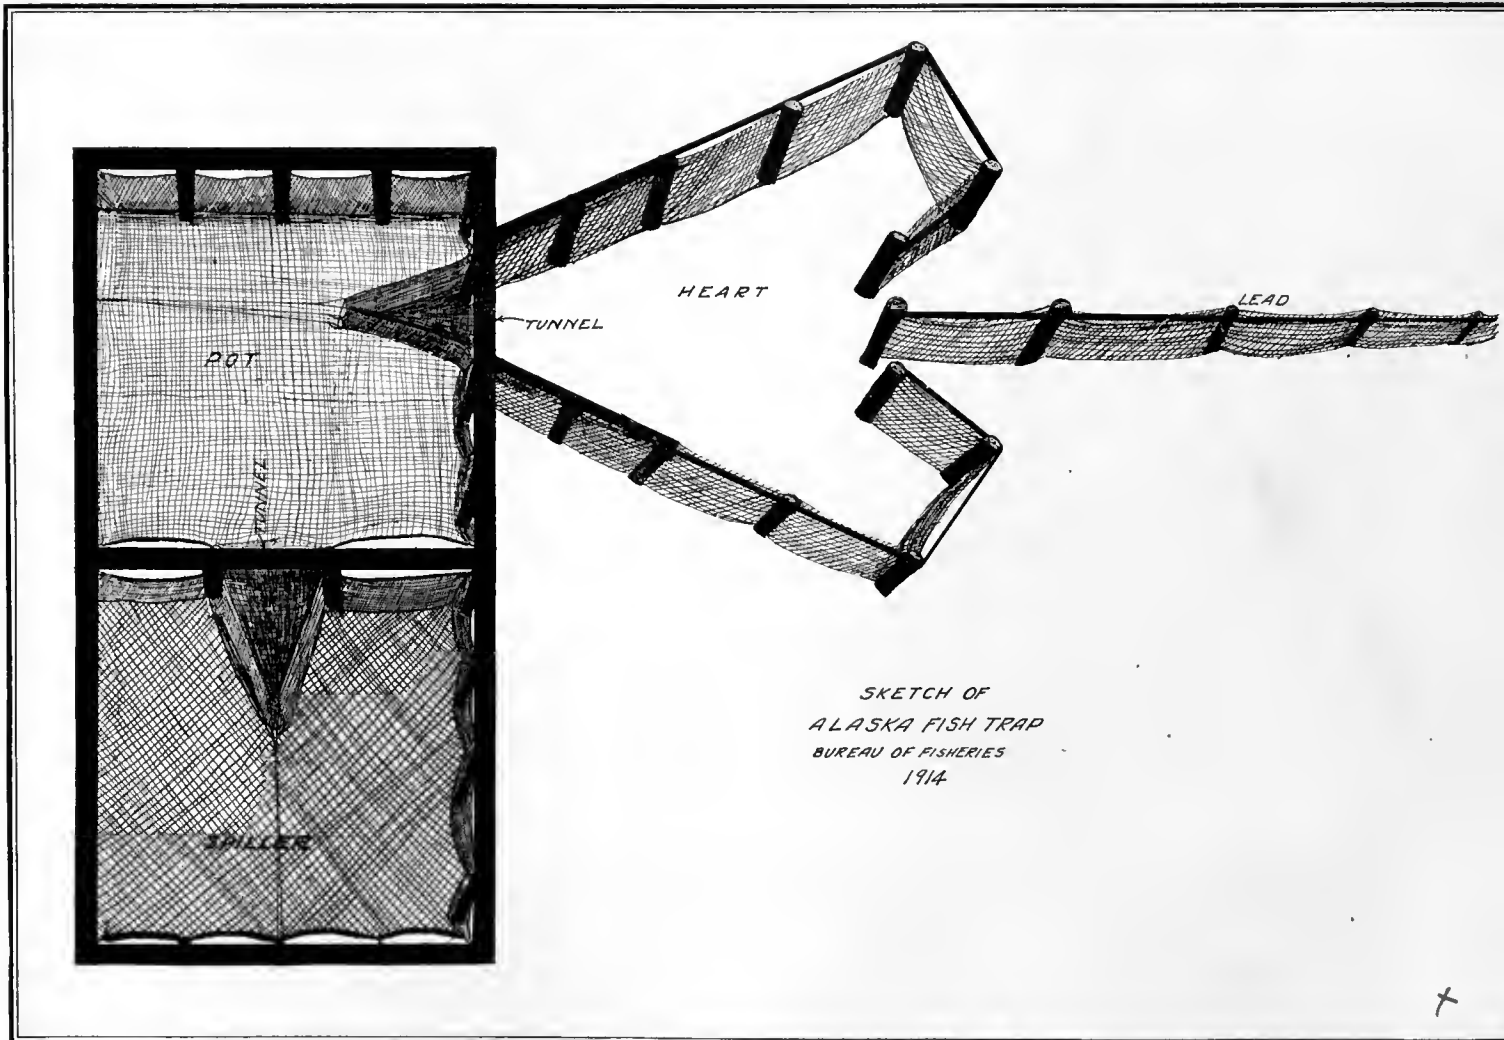 HEART
LEAD
TUNNEL
POT
TUNNEL
SPILLER
SKETCH OF
ALASKA FISH TRAP
BUREAU OF FISHERIES
1914